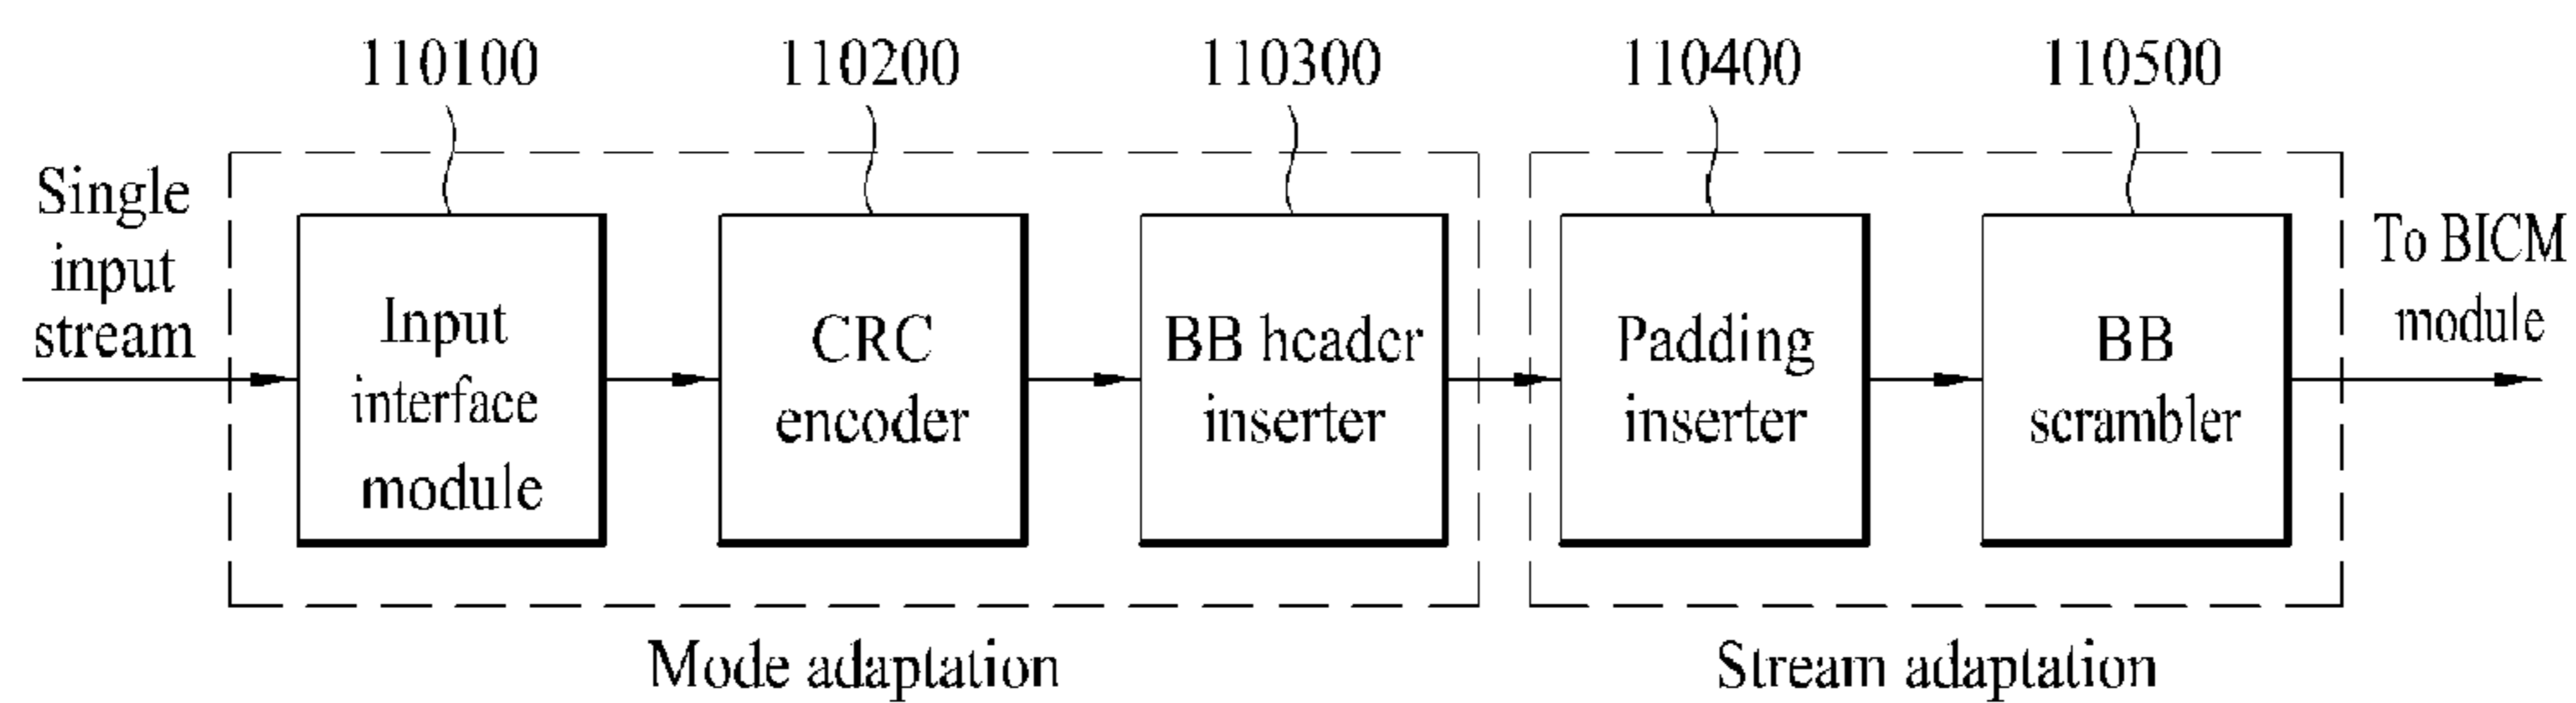 110100
110200
110300
110400
110500
Single
input
stream
Input
interface
module
CRC
encoder
BB header
inserter
Padding
inserter
BB
scrambler
To BICM
module
Mode adaptation
Stream adaptation